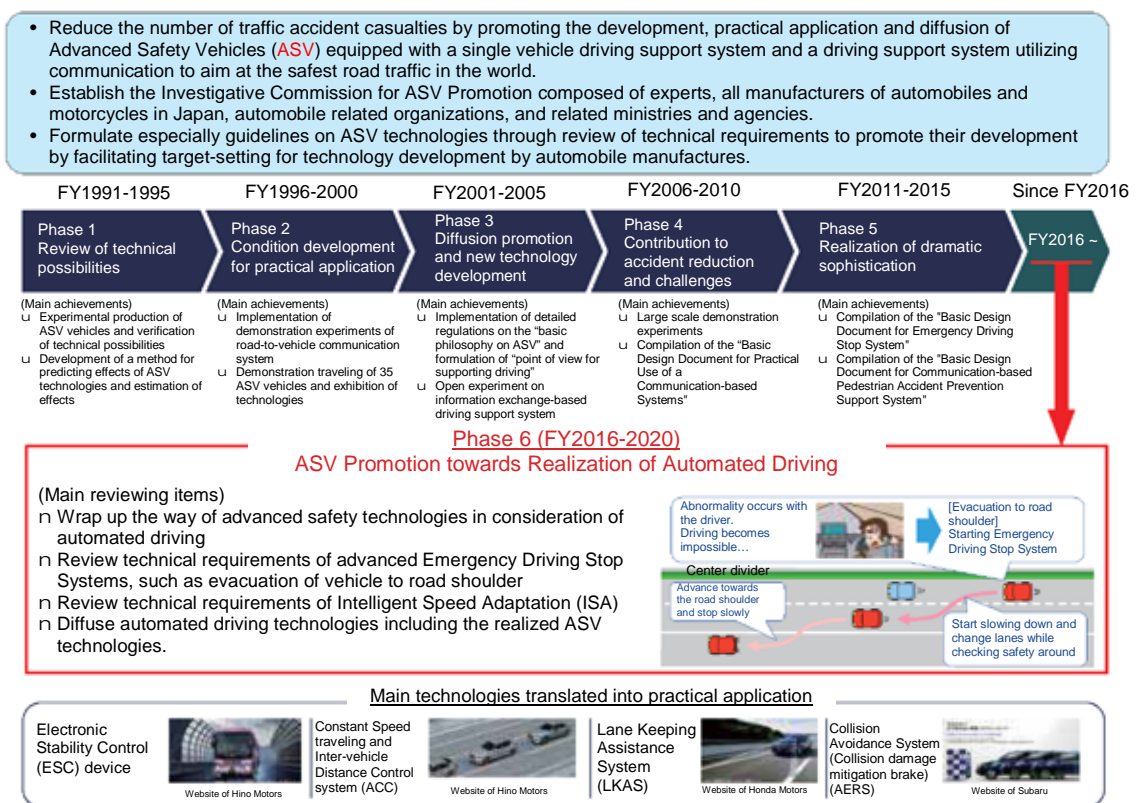 • Reduce the number of traffic accident casualties by promoting the development, practical application and diffusion of
Advanced Safety Vehicles (ASV) equipped with a single vehicle driving support system and a driving support system utilizing
communication to aim at the safest road traffic in the world.
• Establish the Investigative Commission for ASV Promotion composed of experts, all manufacturers of automobiles and
motorcycles in Japan, automobile related organizations, and related ministries and agencies.
• Formulate especially guidelines on ASV technologies through review of technical requirements to promote their development
by facilitating target-setting for technology development by automobile manufactures.
FY1991-1995
FY1996-2000
FY2001-2005
FY2006-2010
FY2011-2015
Since FY2016
Phase 1
Review of technical
possibilities
Phase 2
Condition development
for practical application
Phase 3
Diffusion promotion
and new technology
development
Phase 4
Contribution to
accident reduction
and challenges
Phase 5
Realization of dramatic
sophistication
FY2016 ~
(Main achievements)
u Experimental production of
ASV vehicles and verification
of technical possibilities
u Development of a method for
predicting effects of ASV
technologies and estimation of
effects
(Main achievements)
u Implementation of
demonstration experiments of
road-to-vehicle communication
system
u Demonstration traveling of 35
ASV vehicles and exhibition of
technologies
(Main achievements)
u Implementation of detailed
regulations on the “basic
philosophy on ASV” and
formulation of “point of view for
supporting driving”
u Open experiment on
information exchange-based
driving support system
(Main achievements)
u Large scale demonstration
experiments
u Compilation of the “Basic
Design Document for Practical
Use of a
Communication-based
Systems"
(Main achievements)
u Compilation of the "Basic Design
Document for Emergency Driving
Stop System"
u Compilation of the "Basic Design
Document for Communication-based
Pedestrian Accident Prevention
Support System"
Phase 6 (FY2016-2020)
ASV Promotion towards Realization of Automated Driving
(Main reviewing items)
n Wrap up the way of advanced safety technologies in consideration of
automated driving
n Review technical requirements of advanced Emergency Driving Stop
Systems, such as evacuation of vehicle to road shoulder
n Review technical requirements of Intelligent Speed Adaptation (ISA)
n Diffuse automated driving technologies including the realized ASV
technologies.
Abnormality occurs with
the driver.
Driving becomes
impossible…
[Evacuation to road
shoulder]
Starting Emergency
Driving Stop System
Center divider
Advance towards
the road shoulder
and stop slowly
Start slowing down and
change lanes while
checking safety around
Main technologies translated into practical application
Electronic
Stability Control
(ESC) device
Website of Hino Motors
Constant Speed
traveling and
Inter-vehicle
Distance Control
system (ACC)
Website of Hino Motors
Lane Keeping
Assistance
System
(LKAS)
Website of Honda Motors
Collision
Avoidance System
(Collision damage
mitigation brake)
(AERS)
Website of Subaru